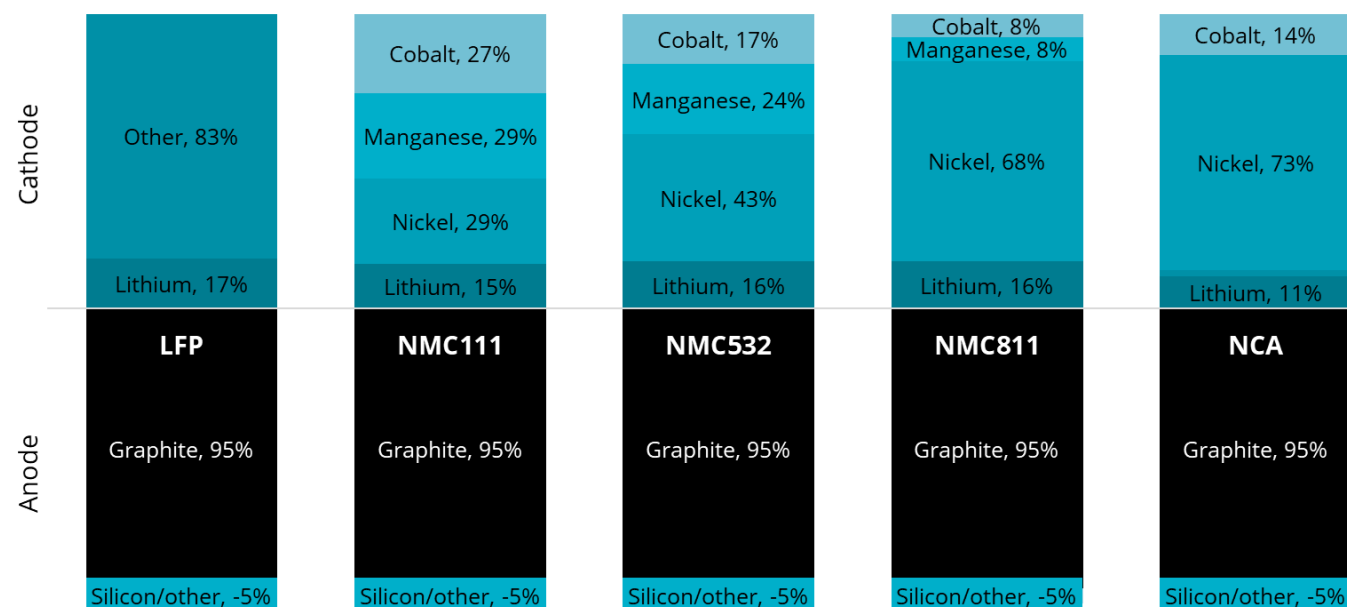 Cathode
Other, 83%
Lithium, 17%
Cobalt, 27%
Manganese, 29%
Nickel, 29%
Lithium, 15%
Cobalt, 17%
Manganese, 24%
Nickel, 43%
Lithium, 16%
Cobalt, 8%
Manganese, 8%
Nickel, 68%
Lithium, 16%
Cobalt, 14%
Nickel, 73%
Lithium, 11%
LFP
NMC111
NMC532
NMC811
NCA
Anode
Graphite, 95%
Graphite, 95%
Graphite, 95%
Graphite, 95%
Graphite, 95%
Silicon/other, -5%
Silicon/other, -5%
Silicon/other, -5%
Silicon/other, -5%
Silicon/other, -5%